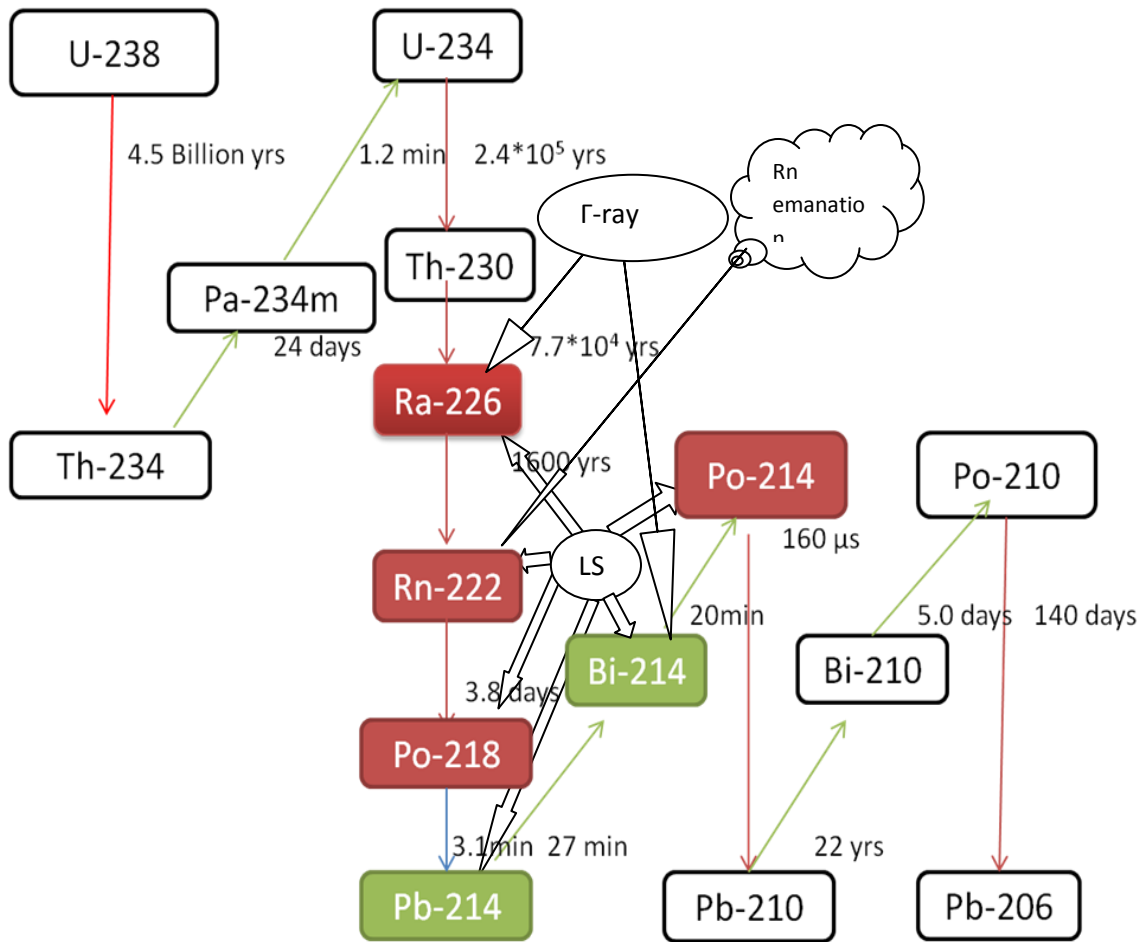 U-238
U-234
4.5 Billion yrs
1.2 min
2.4*10⁵ yrs
Rn
emanatio
n
Γ-ray
Th-230
Pa-234m
24 days
7.7*10⁴ yrs
Ra-226
Th-234
1600 yrs
Po-214
Po-210
160 µs
LS
Rn-222
20min
5.0 days
140 days
Bi-214
Bi-210
3.8 days
Po-218
3.1min
27 min
22 yrs
Pb-214
Pb-210
Pb-206